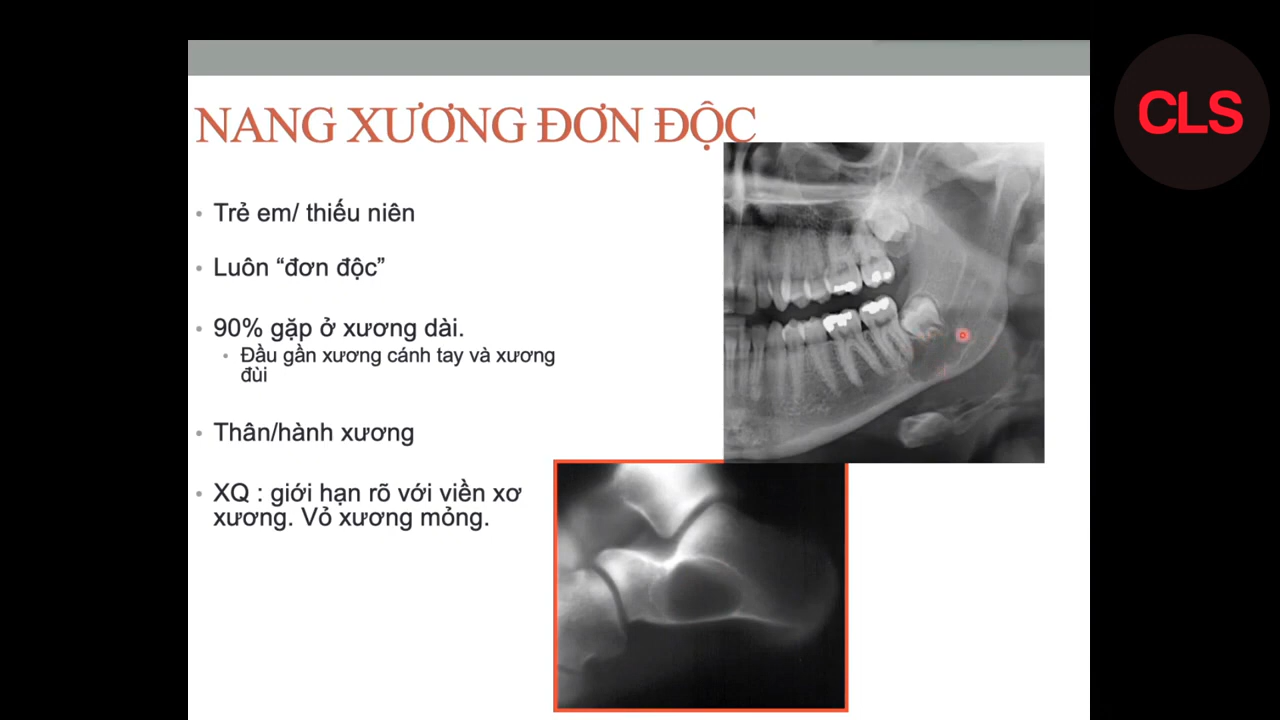 CLS
NANG XƯƠNG ĐƠN ĐỘC
• Trẻ em/ thiếu niên
• Luôn “đơn độc”
• 90% gặp ở xương dài.
• Đầu gần xương cánh tay và xương
đùi
• Thân/hành xương
• XQ : giới hạn rõ với viền xơ
xương. Vỏ xương mỏng.